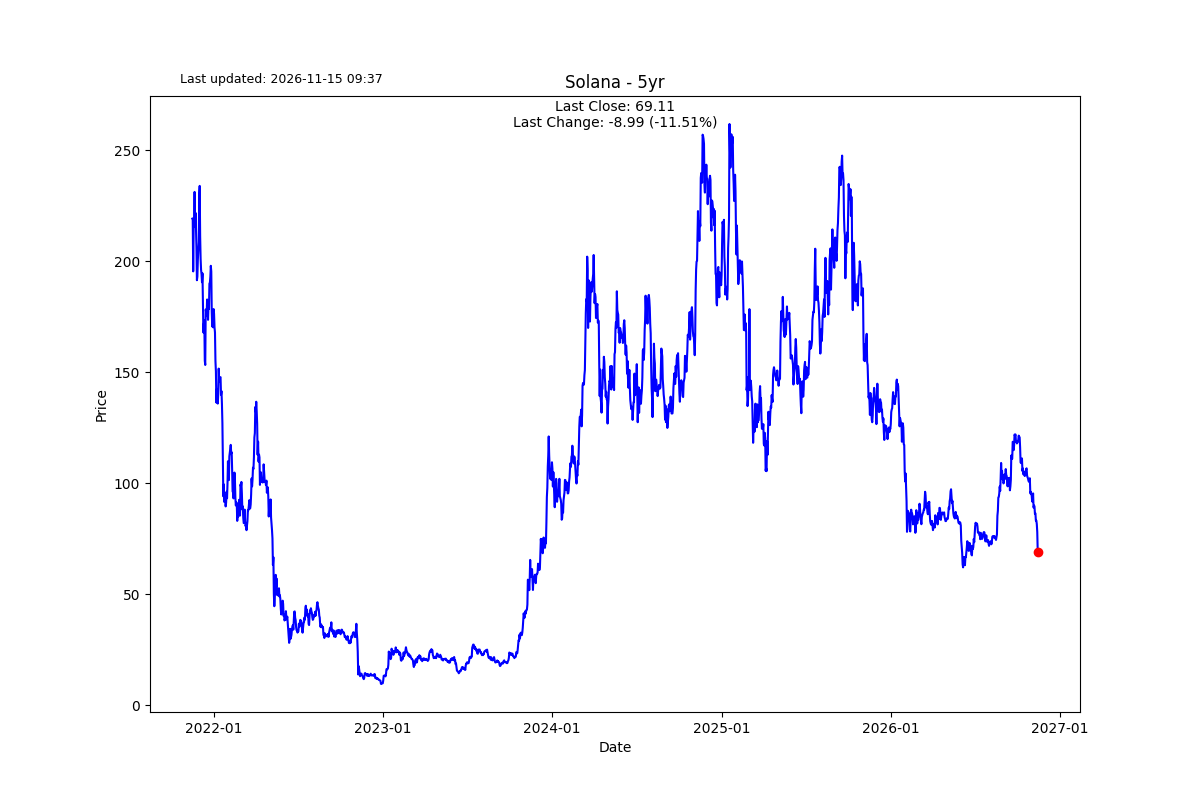 Last updated: 2026-11-15 09:37
Solana - 5yr
Last Close: 69.11
Last Change: -8.99 (-11.51%)
250
200
150
100
50
0
Price
2022-01
2023-01
2024-01
2025-01
2026-01
2027-01
Date